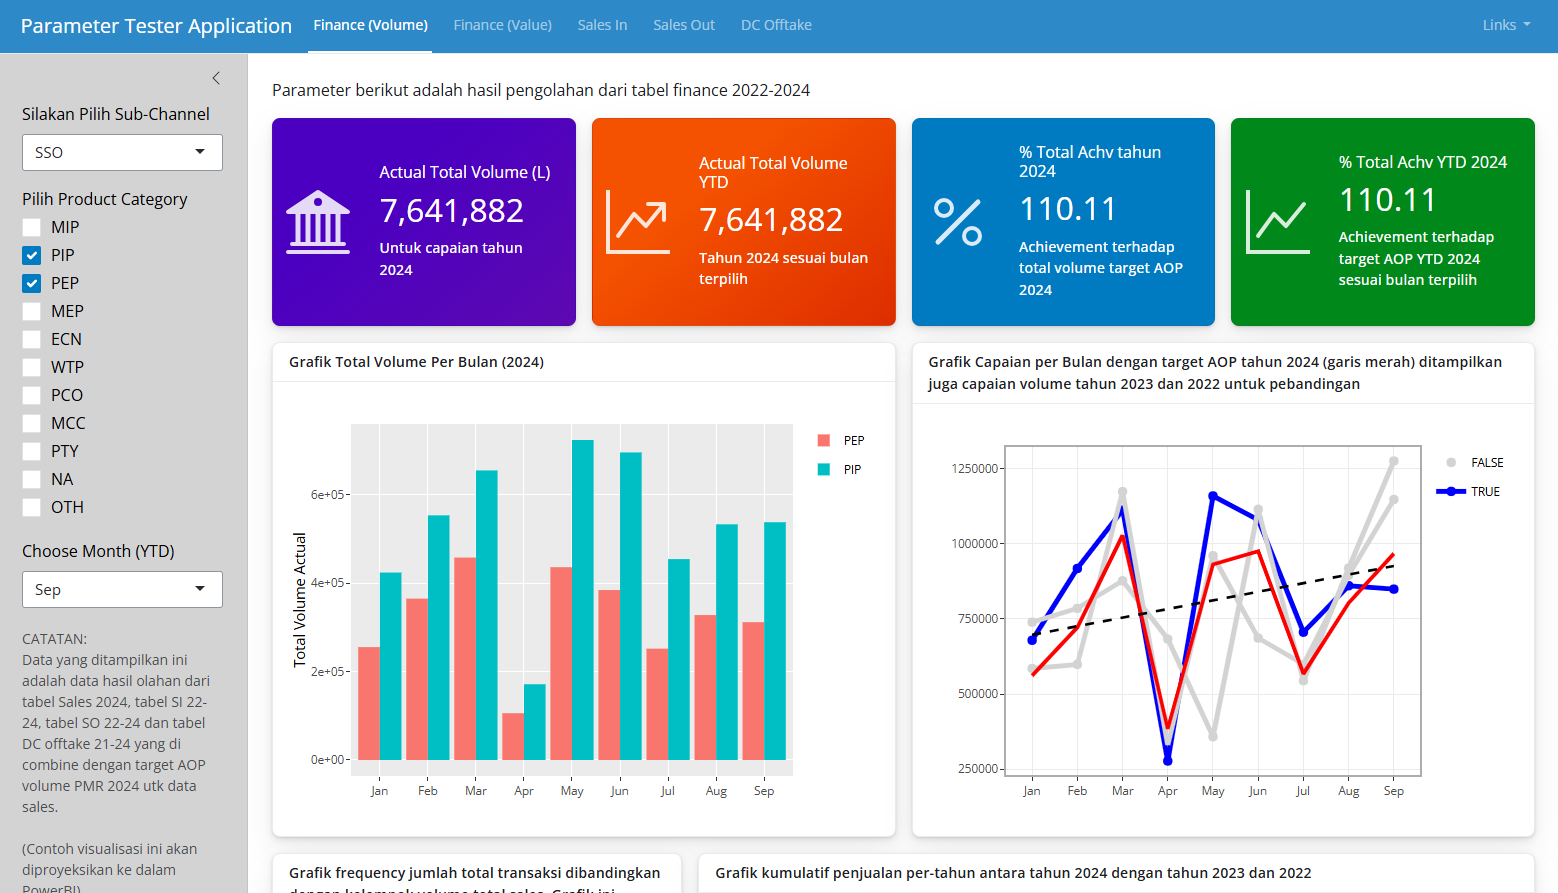 Parameter Tester Application
Finance (Volume)
Finance (Value)
Sales In
Sales Out
DC Offtake
Links
Silakan Pilih Sub-Channel
SSO
Pilih Product Category
MIP
PIP
PEP
MEP
ECN
WTP
PCO
MCC
PTY
NA
OTH
Choose Month (YTD)
Sep
CATATAN:
Data yang ditampilkan ini
adalah data hasil olahan dari
tabel Sales 2024, tabel SI 22-
24, tabel SO 22-24 dan tabel
DC offtake 21-24 yang di
combine dengan target AOP
volume PMR 2024 utk data
sales.
(Contoh visualisasi ini akan
diproyeksikan ke dalam
PowerBI)
Parameter berikut adalah hasil pengolahan dari tabel finance 2022-2024
Actual Total Volume (L)
7,641,882
Untuk capaian tahun
2024
Actual Total Volume
YTD
7,641,882
Tahun 2024 sesuai bulan
terpilih
% Total Achv tahun
2024
110.11
Achievement terhadap
total volume target AOP
2024
% Total Achv YTD 2024
110.11
Achievement terhadap
target AOP YTD 2024
sesuai bulan terpilih
Grafik Total Volume Per Bulan (2024)
Total Volume Actual
6e+05
4e+05
2e+05
0e+00
Jan Feb Mar Apr May Jun Jul Aug Sep
PEP
PIP
Grafik Capaian per Bulan dengan target AOP tahun 2024 (garis merah) ditampilkan
juga capaian volume tahun 2023 dan 2022 untuk pebandingan
1250000
1000000
750000
500000
250000
Jan Feb Mar Apr May Jun Jul Aug Sep
FALSE
TRUE
Grafik frequency jumlah total transaksi dibandingkan
dengan kelompok volume total sales. Grafik ini
Grafik kumulatif penjualan per-tahun antara tahun 2024 dengan tahun 2023 dan 2022